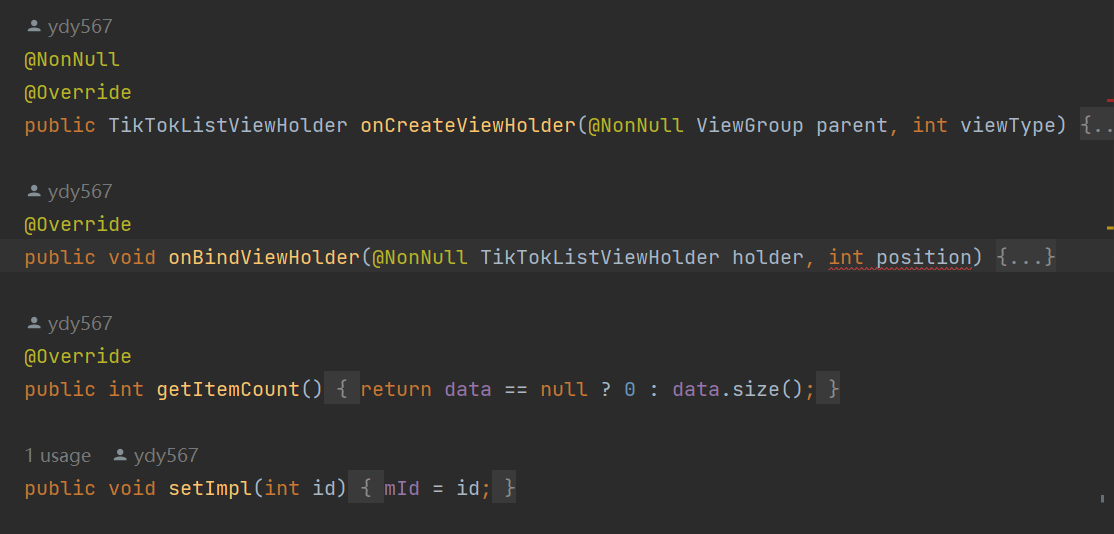 ydy567
@NonNull
@Override
public TikTokListViewHolder onCreateViewHolder(@NonNull ViewGroup parent, int viewType) {..
ydy567
@Override
public void onBindViewHolder(@NonNull TikTokListViewHolder holder, int position) {...}
ydy567
@Override
public int getItemCount() { return data == null ? 0 : data.size(); }
1 usage ydy567
public void setImpl(int id) { mId = id; }